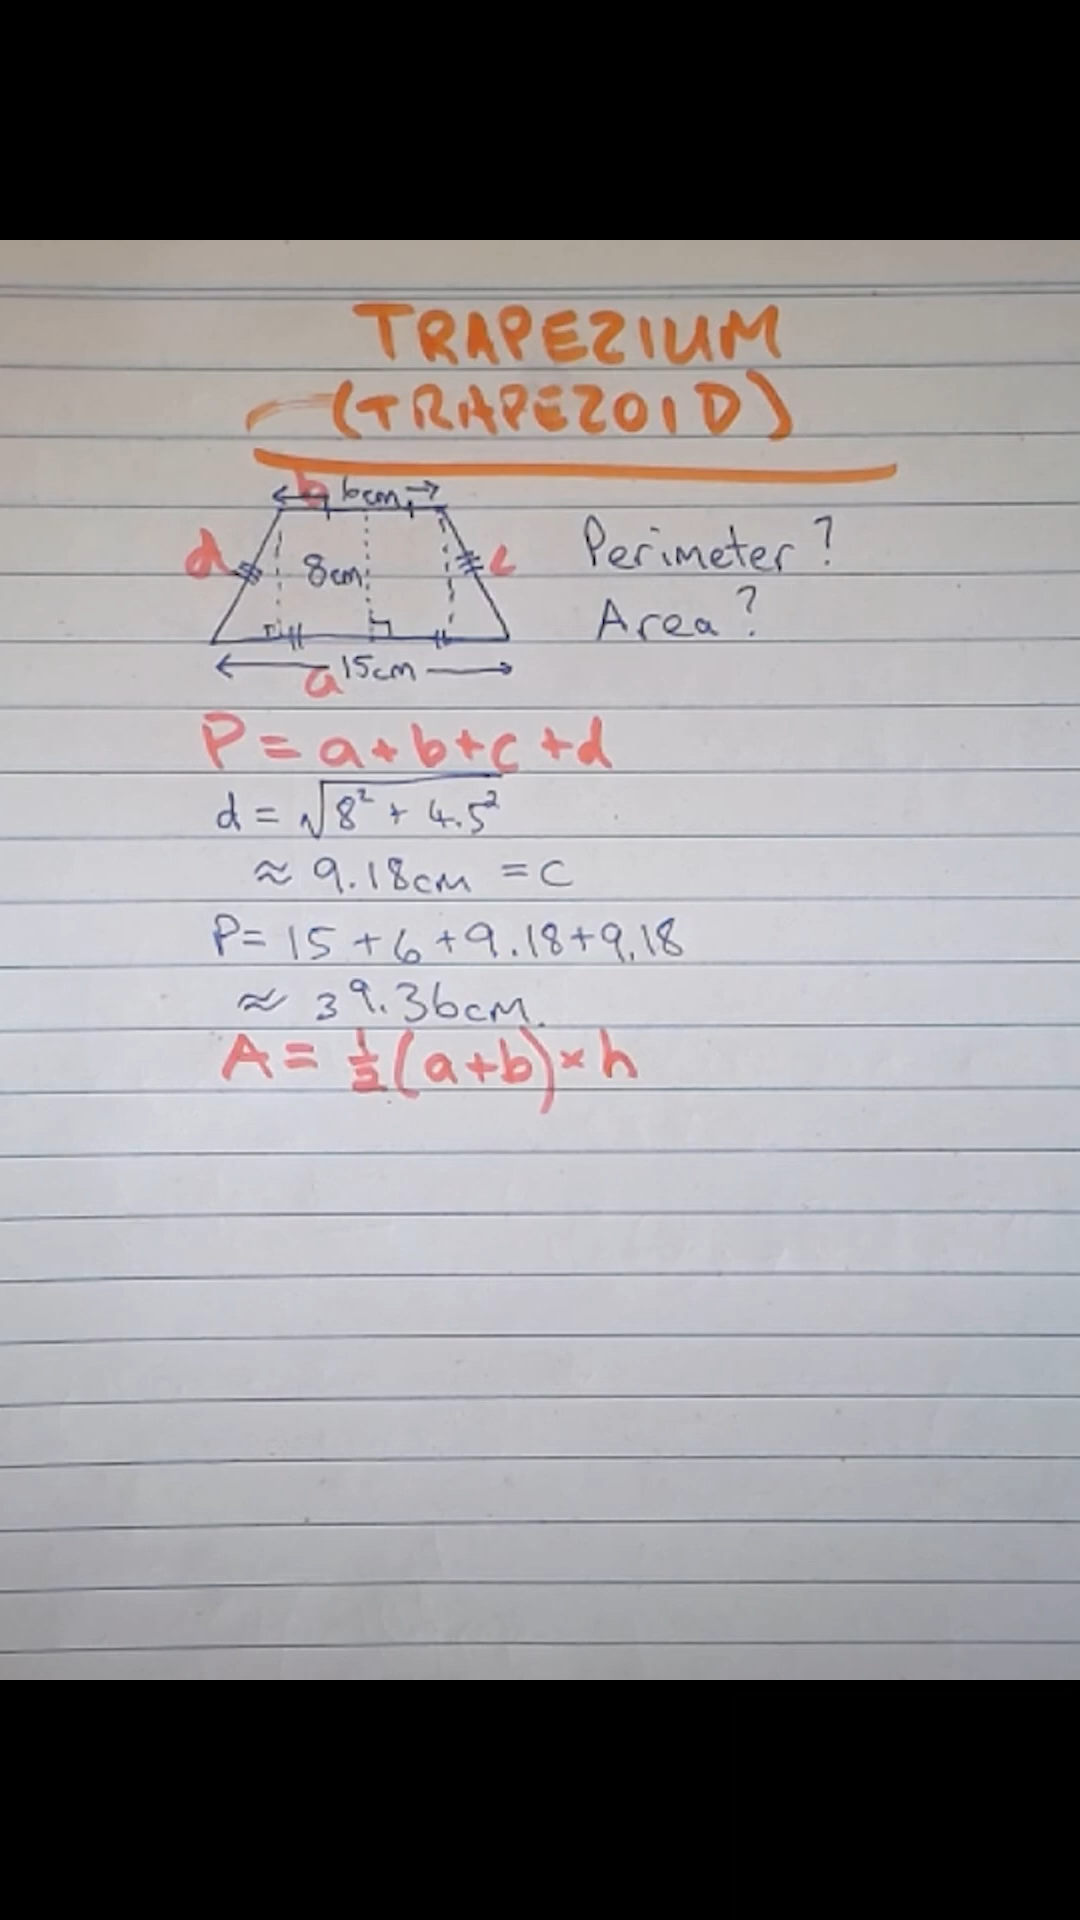 TRAPEZIUM
(TRAPEZOID)
b 6cm
d 8cm c
Perimeter?
Area?
a 15cm
P = a + b + c + d
d = √8² + 4.5²
≈ 9.18cm = c
P = 15 + 6 + 9.18 + 9.18
≈ 39.36cm.
A = ½(a+b) × h